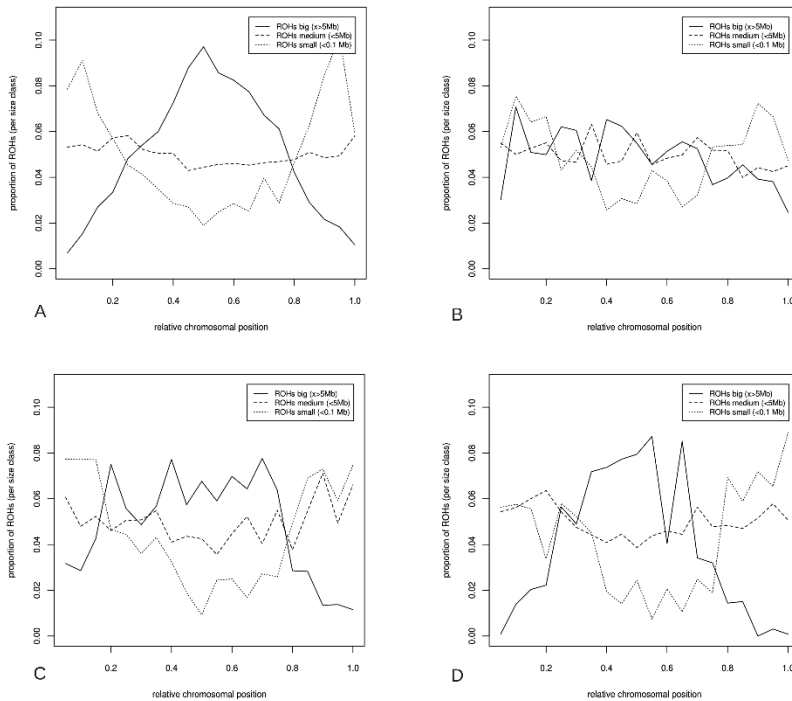 ROHs big (x>5Mb)
ROHs medium (<5Mb)
ROHs small (<0.1 Mb)
proportion of ROHs (per size class)
0.10
0.08
0.06
0.04
0.02
0.00
0.2 0.4 0.6 0.8 1.0
A
relative chromosomal position
ROHs big (x>5Mb)
ROHs medium (<5Mb)
ROHs small (<0.1 Mb)
proportion of ROHs (per size class)
0.10
0.08
0.06
0.04
0.02
0.00
0.2 0.4 0.6 0.8 1.0
B
relative chromosomal position
ROHs big (x>5Mb)
ROHs medium (<5Mb)
ROHs small (<0.1 Mb)
proportion of ROHs (per size class)
0.10
0.08
0.06
0.04
0.02
0.00
0.2 0.4 0.6 0.8 1.0
C
relative chromosomal position
ROHs big (x>5Mb)
ROHs medium (<5Mb)
ROHs small (<0.1 Mb)
proportion of ROHs (per size class)
0.10
0.08
0.06
0.04
0.02
0.00
0.2 0.4 0.6 0.8 1.0
D
relative chromosomal position